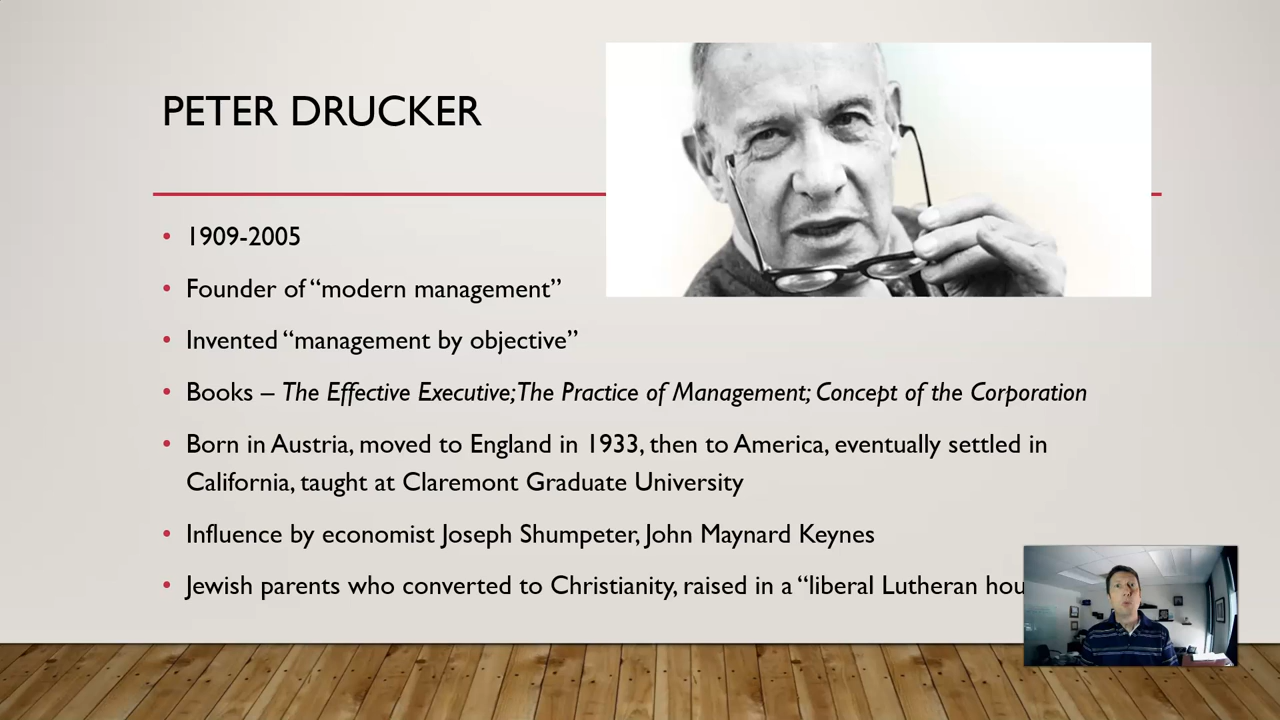 PETER DRUCKER
• 1909-2005
• Founder of “modern management”
• Invented “management by objective”
• Books – The Effective Executive; The Practice of Management; Concept of the Corporation
• Born in Austria, moved to England in 1933, then to America, eventually settled in
California, taught at Claremont Graduate University
• Influence by economist Joseph Shumpeter, John Maynard Keynes
• Jewish parents who converted to Christianity, raised in a “liberal Lutheran